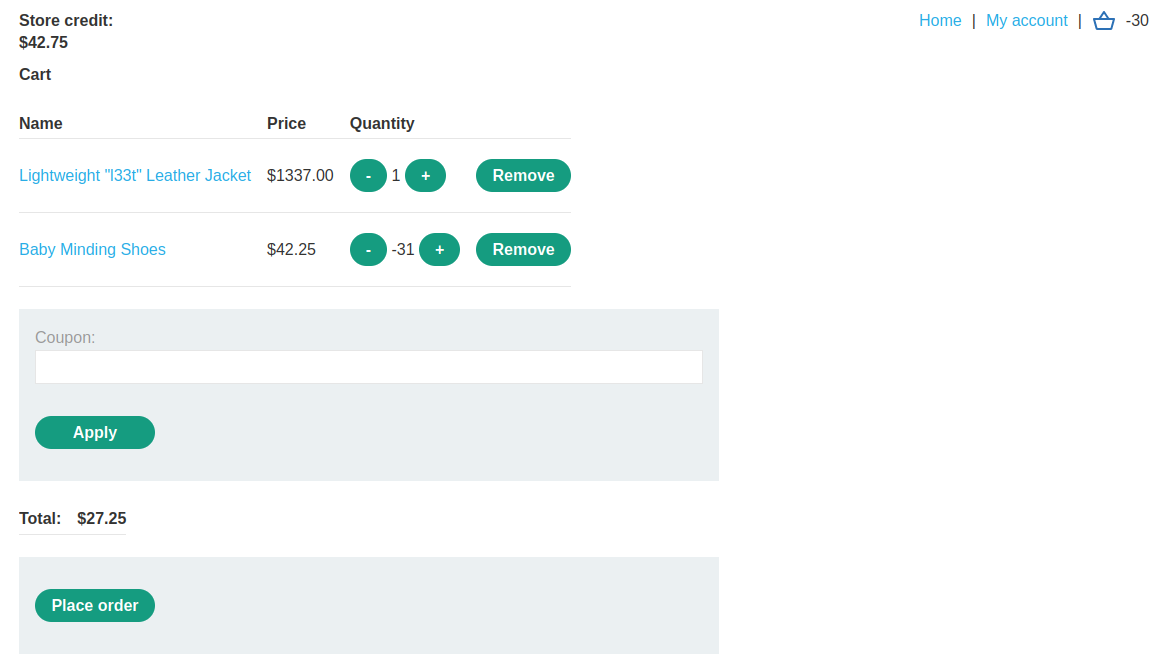 Store credit:
$42.75
Home | My account | -30
Cart
Name Price Quantity
Lightweight "l33t" Leather Jacket $1337.00 - 1 + Remove
Baby Minding Shoes $42.25 - -31 + Remove
Coupon:
Apply
Total: $27.25
Place order